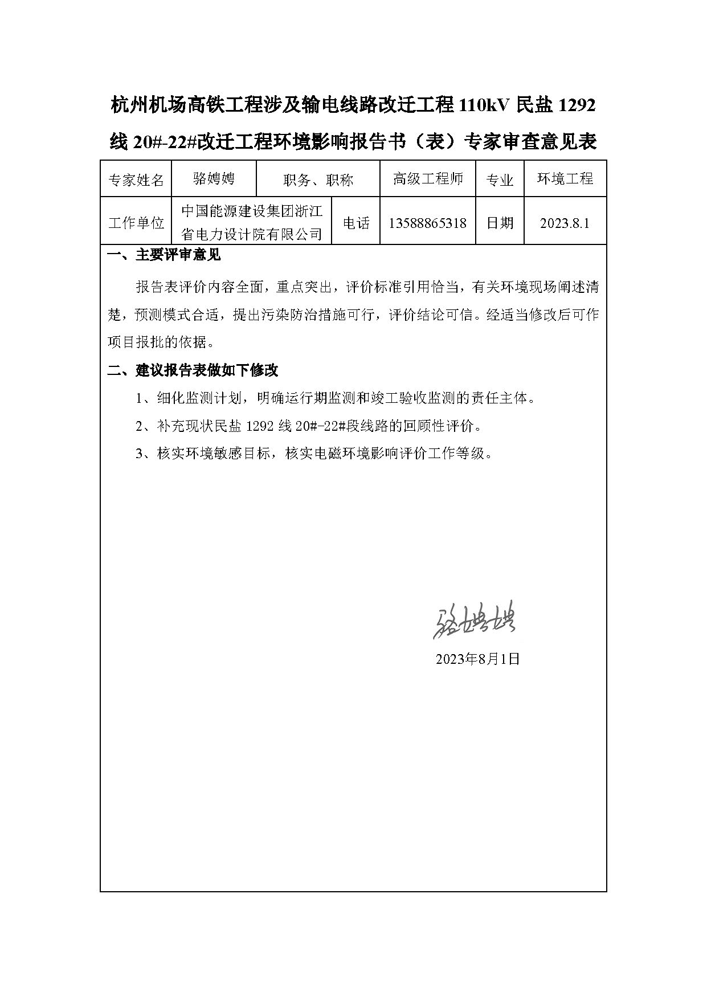 杭州机场高铁工程涉及输电线路改迁工程 110kV 民盐 1292
线 20#-22#改迁工程环境影响报告书（表）专家审查意见表
专家姓名 骆娉娉 职务、职称 高级工程师 专业 环境工程
工作单位 中国能源建设集团浙江
省电力设计院有限公司 电话 13588865318 日期 2023.8.1
一、主要评审意见
报告表评价内容全面，重点突出，评价标准引用恰当，有关环境现场阐述清
楚，预测模式合适，提出污染防治措施可行，评价结论可信。经适当修改后可作
项目报批的依据。
二、建议报告表做如下修改
1、细化监测计划，明确运行期监测和竣工验收监测的责任主体。
2、补充现状民盐 1292 线 20#-22#段线路的回顾性评价。
3、核实环境敏感目标，核实电磁环境影响评价工作等级。
骆娉娉
2023年8月1日